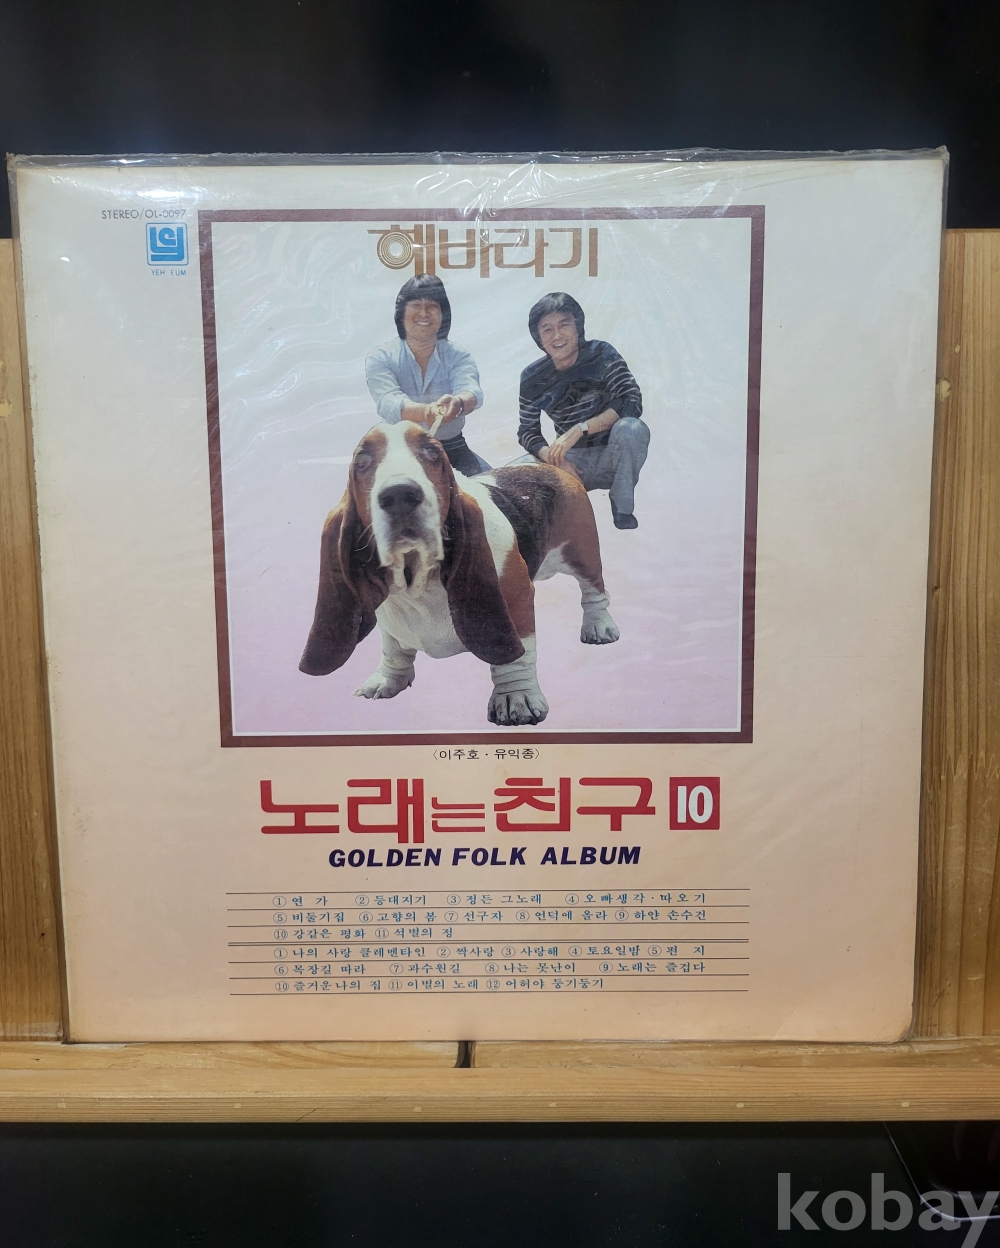 STEREO/OL-0097
YEH EUM
해바라기
〈이주호·유익종〉
노래는 친구 10
GOLDEN FOLK ALBUM
① 연 가 ② 등대지기 ③ 정든 그노래 ④ 오빠생각·따오기
⑤ 비둘기집 ⑥ 고향의 봄 ⑦ 선구자 ⑧ 언덕에 올라 ⑨ 하얀 손수건
⑩ 강같은 평화 ⑪ 석별의 정
① 나의 사랑 클레멘타인 ② 짝사랑 ③ 사랑해 ④ 토요일밤 ⑤ 편 지
⑥ 목장길 따라 ⑦ 과수원길 ⑧ 나는 못난이 ⑨ 노래는 즐겁다
⑩ 즐거운나의 집 ⑪ 이별의 노래 ⑫ 어허야 둥기둥기
kobay